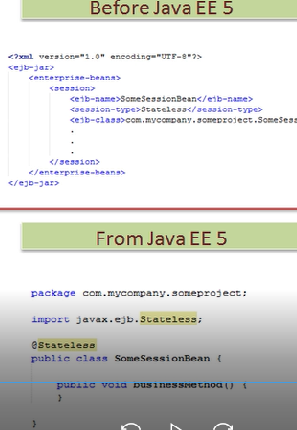 Before Java EE 5
<?xml version="1.0" encoding="UTF-8"?>
<ejb-jar>
<enterprise-beans>
<session>
<ejb-name>SomeSessionBean</ejb-name>
<session-type>Stateless</session-type>
<ejb-class>com.mycompany.someproject.SomeSess
.
.
.
</session>
</enterprise-beans>
</ejb-jar>
From Java EE 5
package com.mycompany.someproject;
import javax.ejb.Stateless;
@Stateless
public class SomeSessionBean {
public void businessMethod() {
}
}